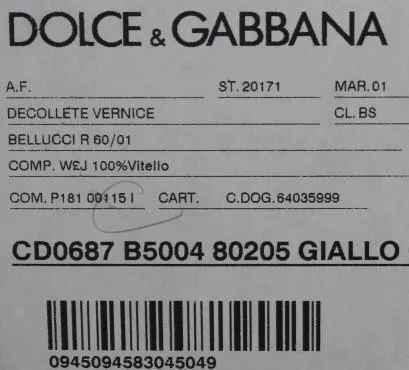 DOLCE & GABBANA
A.F. ST. 20171 MAR. 01
DECOLLETE VERNICE CL. BS
BELLUCCI R 60/01
COMP. WEJ 100%Vitello
COM. P181 00115 I CART. C.DOG.64035999
CD0687 B5004 80205 GIALLO
0945094583045049